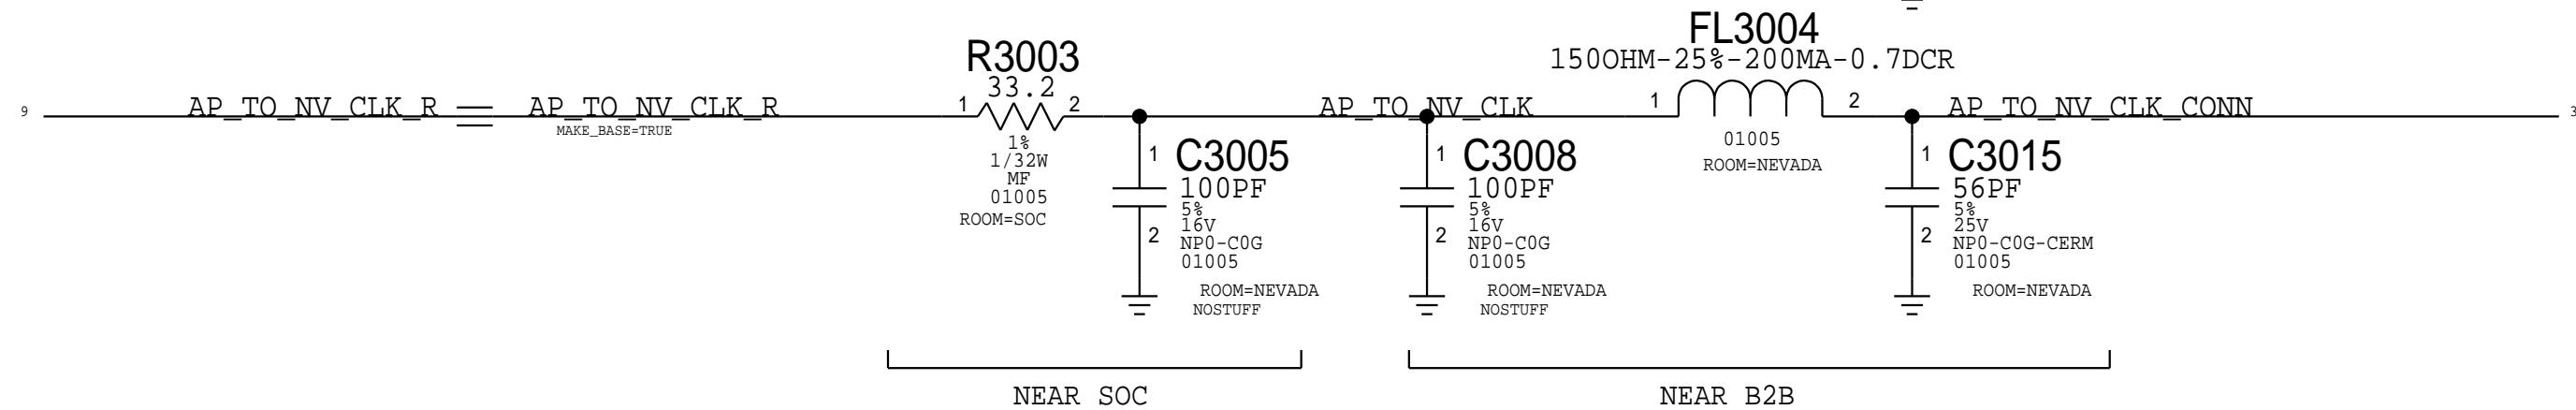 FL3004
150OHM-25%-200MA-0.7DCR
R3003
33.2
9
AP_TO_NV_CLK_R
AP_TO_NV_CLK_R
MAKE_BASE=TRUE
1
2
AP_TO_NV_CLK
1
2
AP_TO_NV_CLK_CONN
3
1%
1/32W
MF
01005
ROOM=SOC
01005
ROOM=NEVADA
1
C3005
100PF
5%
16V
2
NP0-C0G
01005
ROOM=NEVADA
NOSTUFF
1
C3008
100PF
5%
16V
2
NP0-C0G
01005
ROOM=NEVADA
NOSTUFF
1
C3015
56PF
5%
25V
2
NP0-C0G-CERM
01005
ROOM=NEVADA
NEAR SOC
NEAR B2B